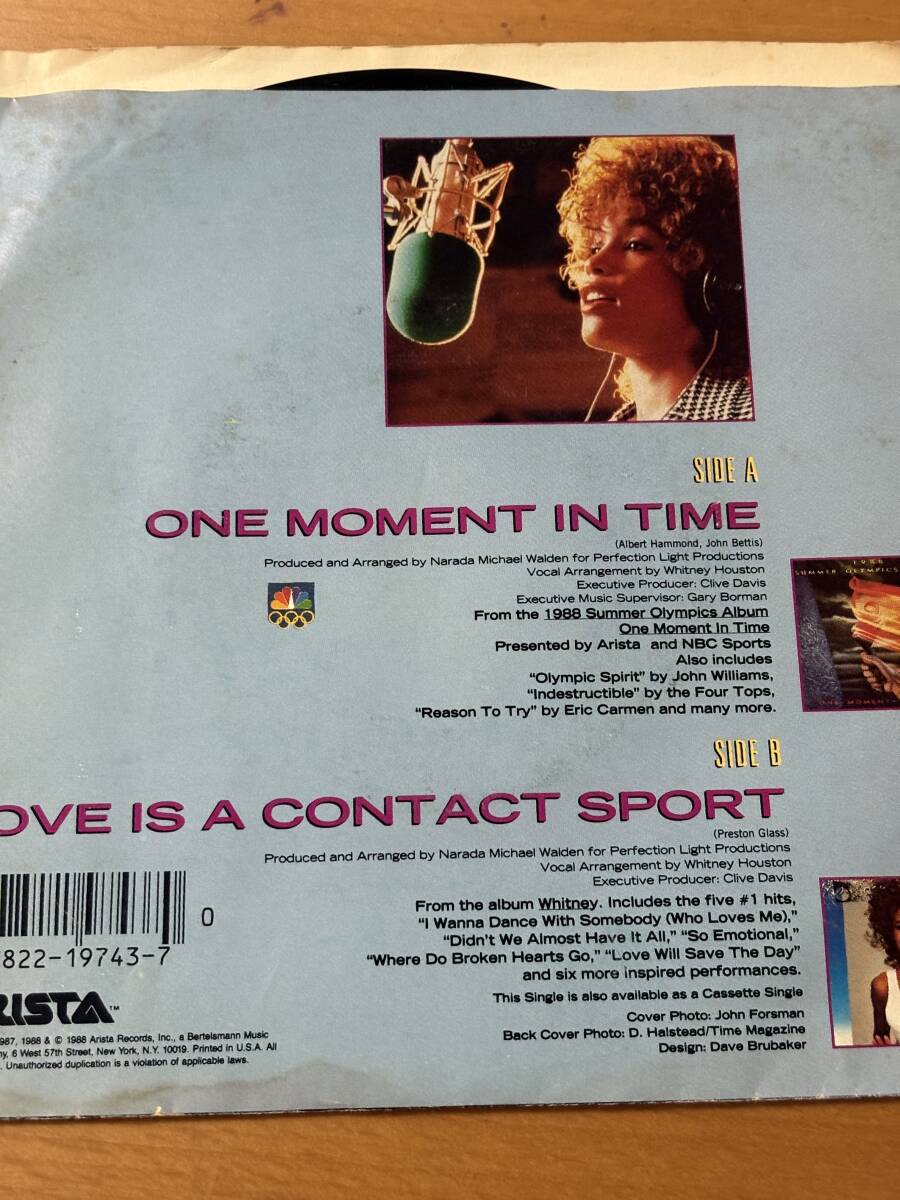 SIDE A
ONE MOMENT IN TIME
(Albert Hammond, John Bettis)
Produced and Arranged by Narada Michael Walden for Perfection Light Productions
Vocal Arrangement by Whitney Houston
Executive Producer: Clive Davis
Executive Music Supervisor: Gary Borman
From the 1988 Summer Olympics Album
One Moment In Time
Presented by Arista and NBC Sports
Also includes
“Olympic Spirit” by John Williams,
“Indestructible” by the Four Tops,
“Reason To Try” by Eric Carmen and many more.
1988
SUMMER OLYMPICS
ONE MOMENT
SIDE B
OVE IS A CONTACT SPORT
(Preston Glass)
Produced and Arranged by Narada Michael Walden for Perfection Light Productions
Vocal Arrangement by Whitney Houston
Executive Producer: Clive Davis
From the album Whitney. Includes the five #1 hits,
“I Wanna Dance With Somebody (Who Loves Me),”
“Didn't We Almost Have It All,” “So Emotional,”
“Where Do Broken Hearts Go,” “Love Will Save The Day”
and six more inspired performances.
This Single is also available as a Cassette Single
Cover Photo: John Forsman
Back Cover Photo: D. Halstead/Time Magazine
Design: Dave Brubaker
0
822-19743-7
RISTA™
987, 1988 & © 1988 Arista Records, Inc., a Bertelsmann Music
ny, 6 West 57th Street, New York, N.Y. 10019. Printed in U.S.A. All
. Unauthorized duplication is a violation of applicable laws.